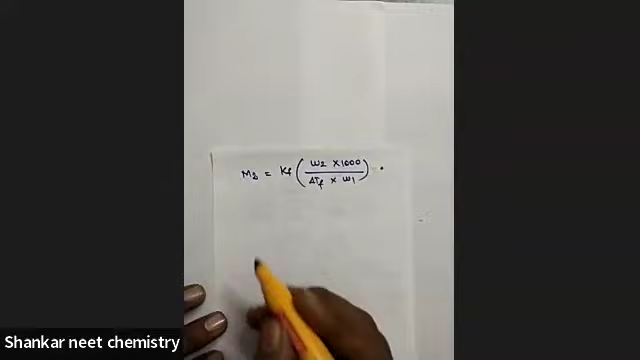 M2 = Kf ( w2 × 1000 / ΔTf × w1 ) .
Shankar neet chemistry